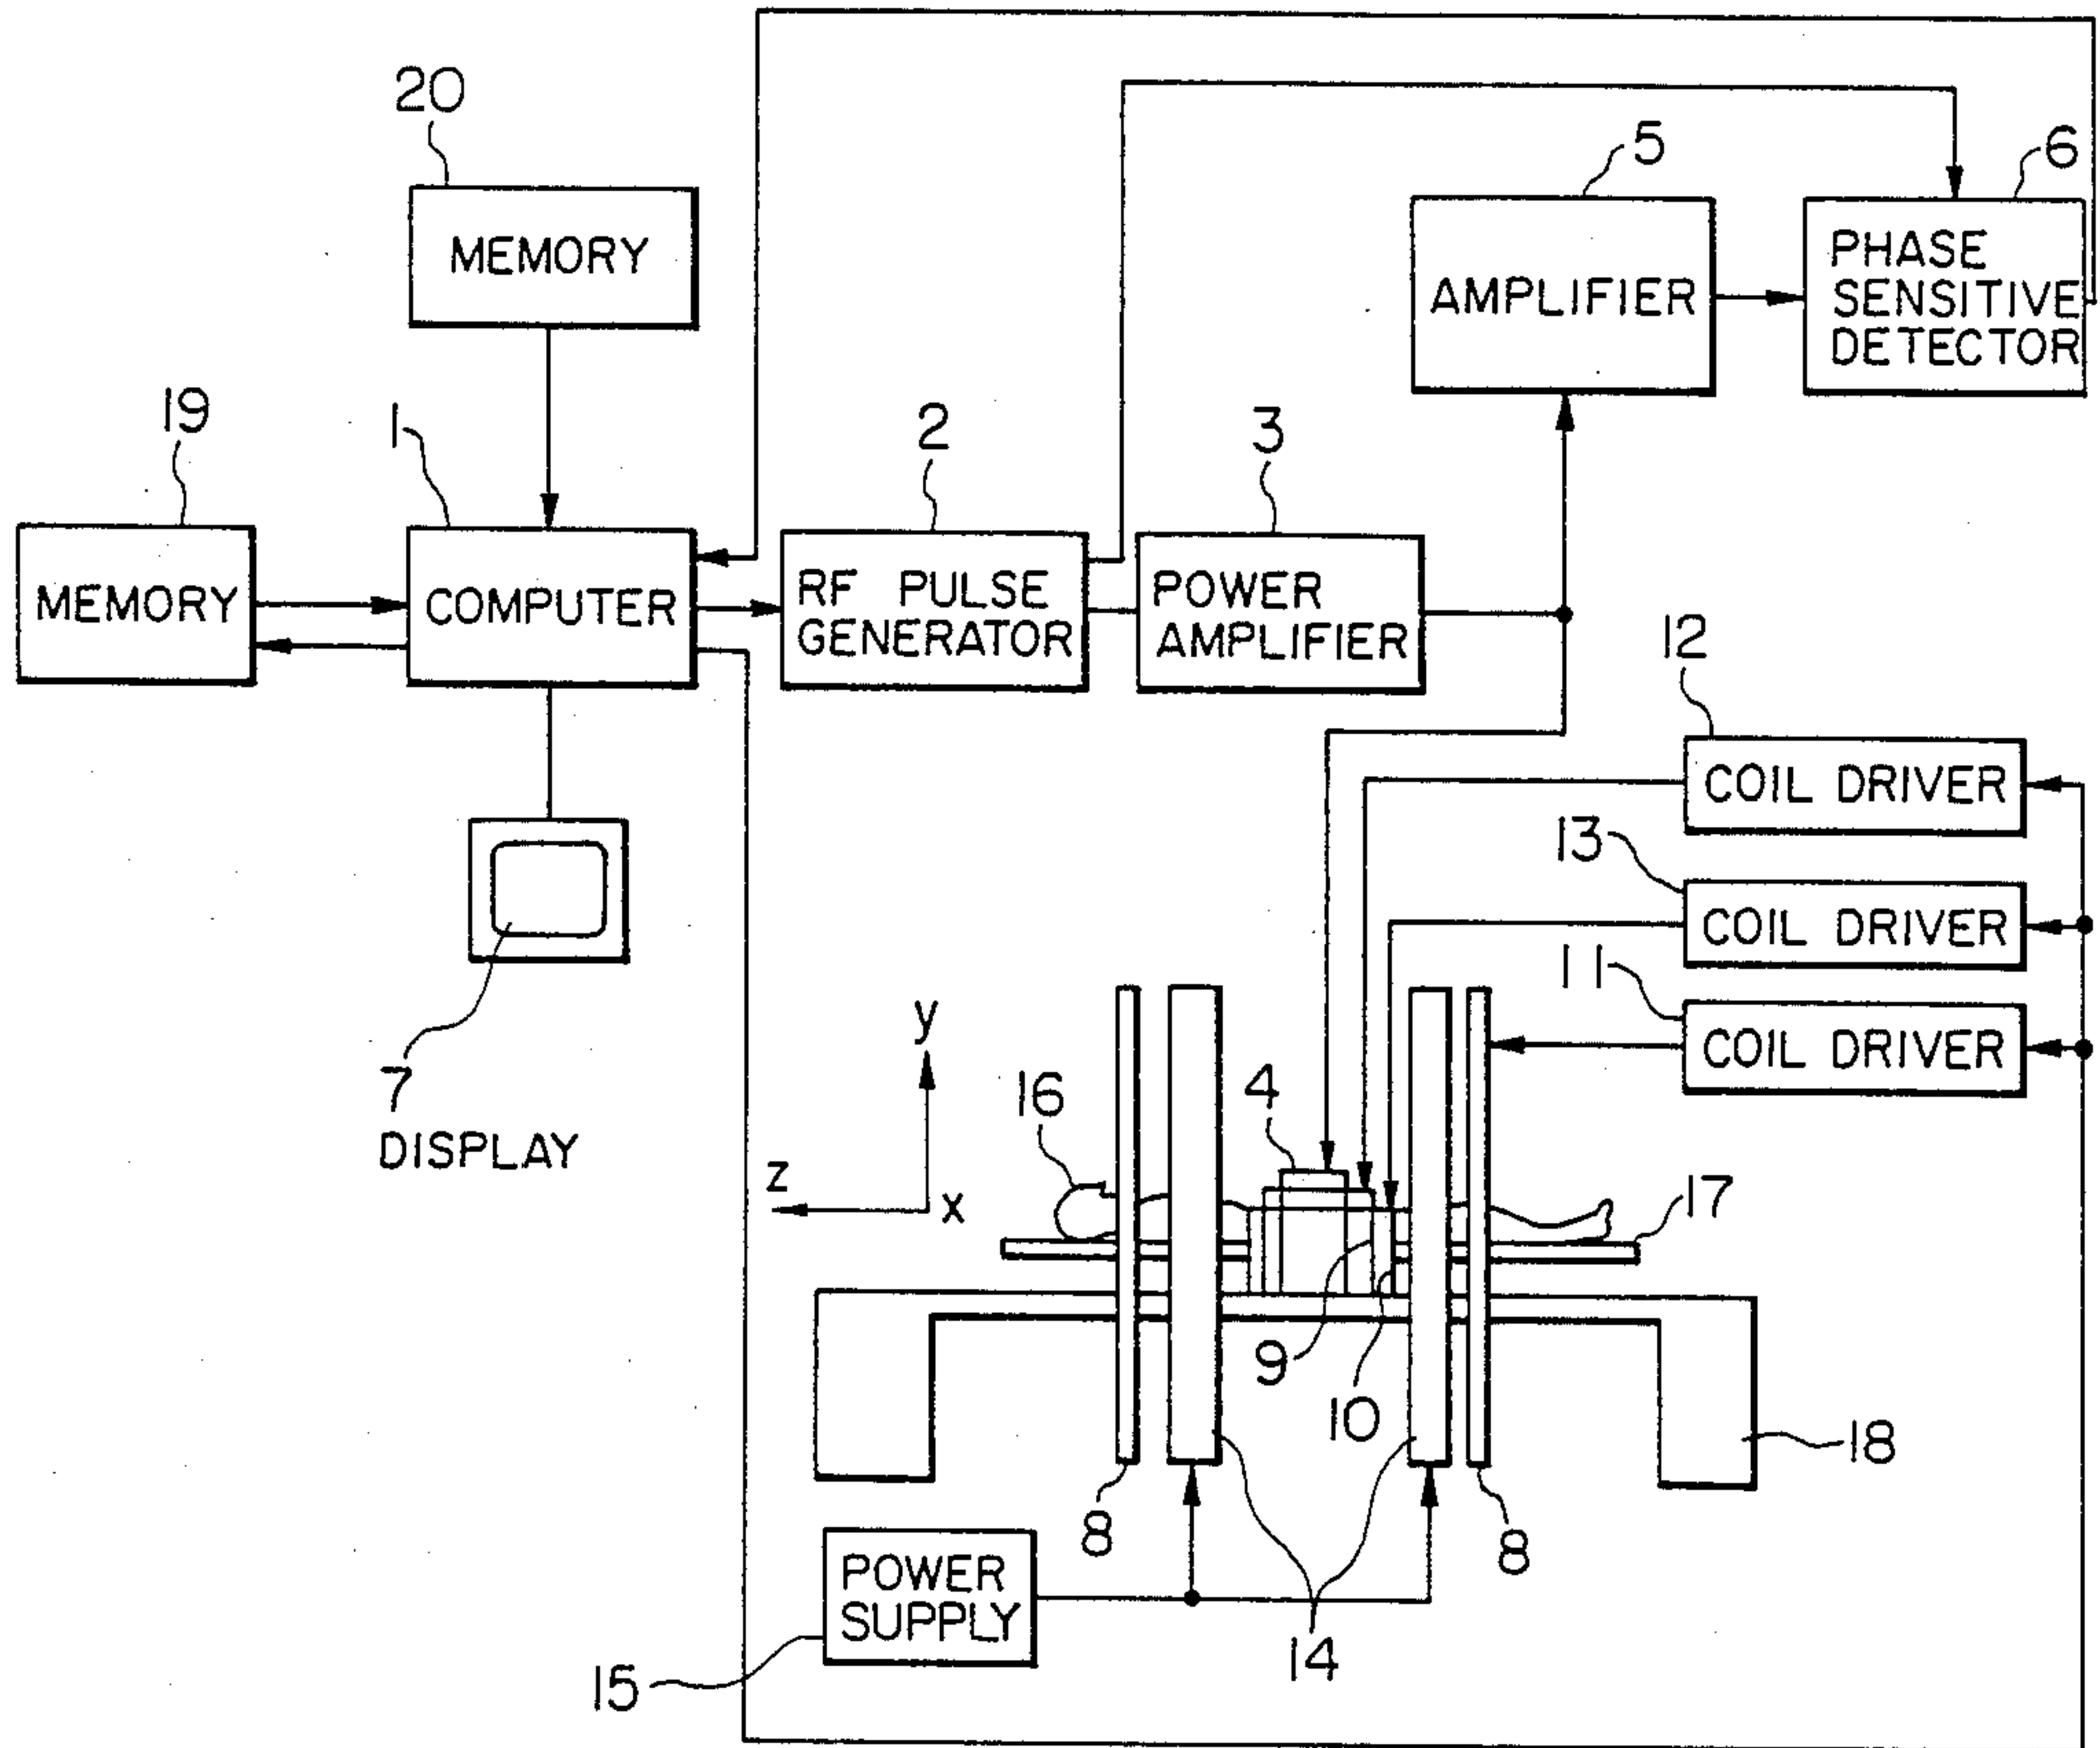 20
MEMORY
5
6
AMPLIFIER
PHASE
SENSITIVE
DETECTOR
19
1
2
3
MEMORY
COMPUTER
RF PULSE
GENERATOR
POWER
AMPLIFIER
12
COIL DRIVER
13
COIL DRIVER
11
COIL DRIVER
7
DISPLAY
y
z
x
16
4
17
9
10
18
8
8
14
POWER
SUPPLY
15